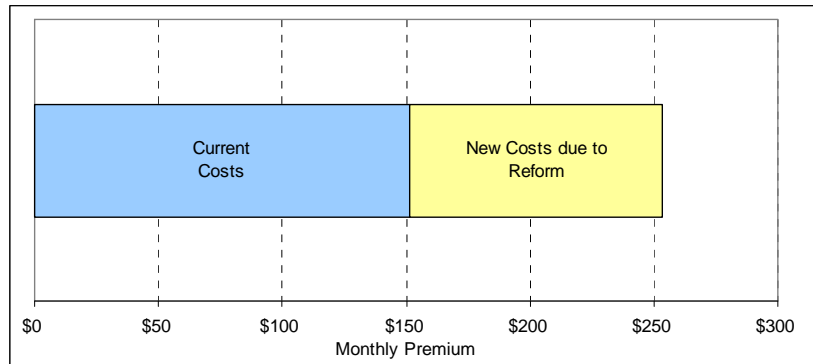 Current
Costs
New Costs due to
Reform
$0 $50 $100 $150 $200 $250 $300
Monthly Premium